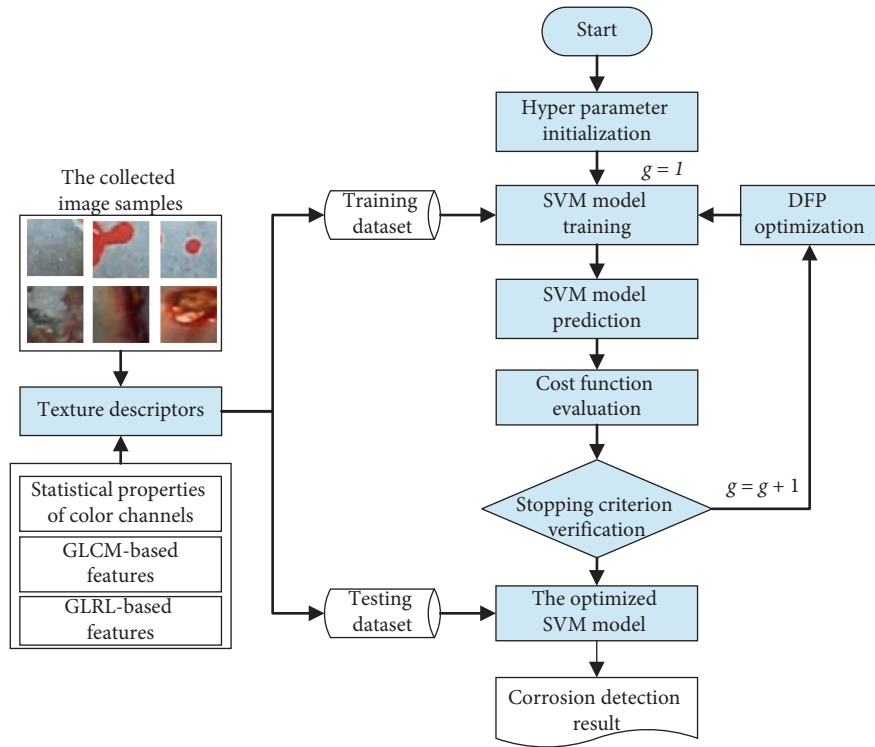 Start
Hyper parameter
initialization
g = 1
The collected
image samples
Training
dataset
SVM model
training
DFP
optimization
SVM model
prediction
Texture descriptors
Cost function
evaluation
Statistical properties
of color channels
GLCM-based
features
GLRL-based
features
Stopping criterion
verification
g = g + 1
Testing
dataset
The optimized
SVM model
Corrosion detection
result